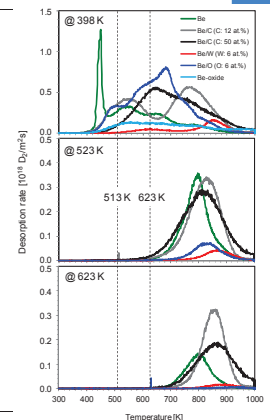 @398 K
Be
Be/C (C: 12 at.%)
Be/C (C: 50 at.%)
Be/W (W: 6 at.%)
Be/O (O: 6 at.%)
Be-oxide
1.5
1.0
0.5
0.0
@523 K
513 K 623 K
0.5
0.4
0.3
0.2
0.1
0.0
@623 K
0.5
0.4
0.3
0.2
0.1
0.0
Desorption rate [10¹⁸ D₂/m²s]
300 400 500 600 700 800 900 1000
Temperature [K]